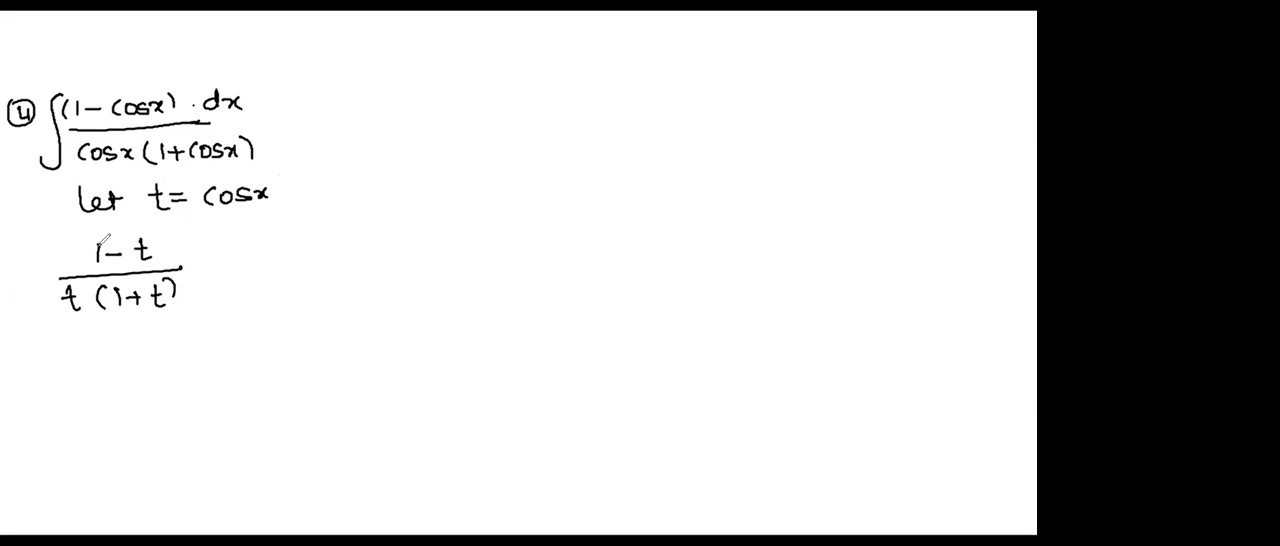 ④ ∫ (1 - cosx) . dx
cosx (1 + cosx)
let t = cosx
1 - t
t (1 + t)